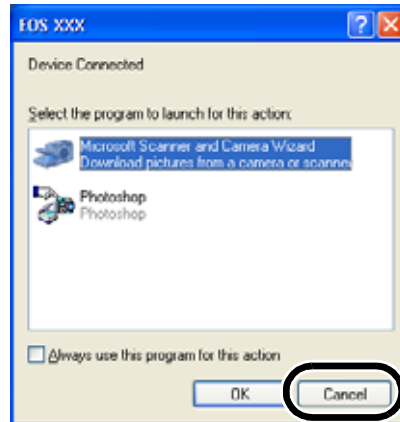 EOS XXX
Device Connected
Select the program to launch for this action:
Microsoft Scanner and Camera Wizard
Download pictures from a camera or scanner
Photoshop
Photoshop
Always use this program for this action
OK
Cancel